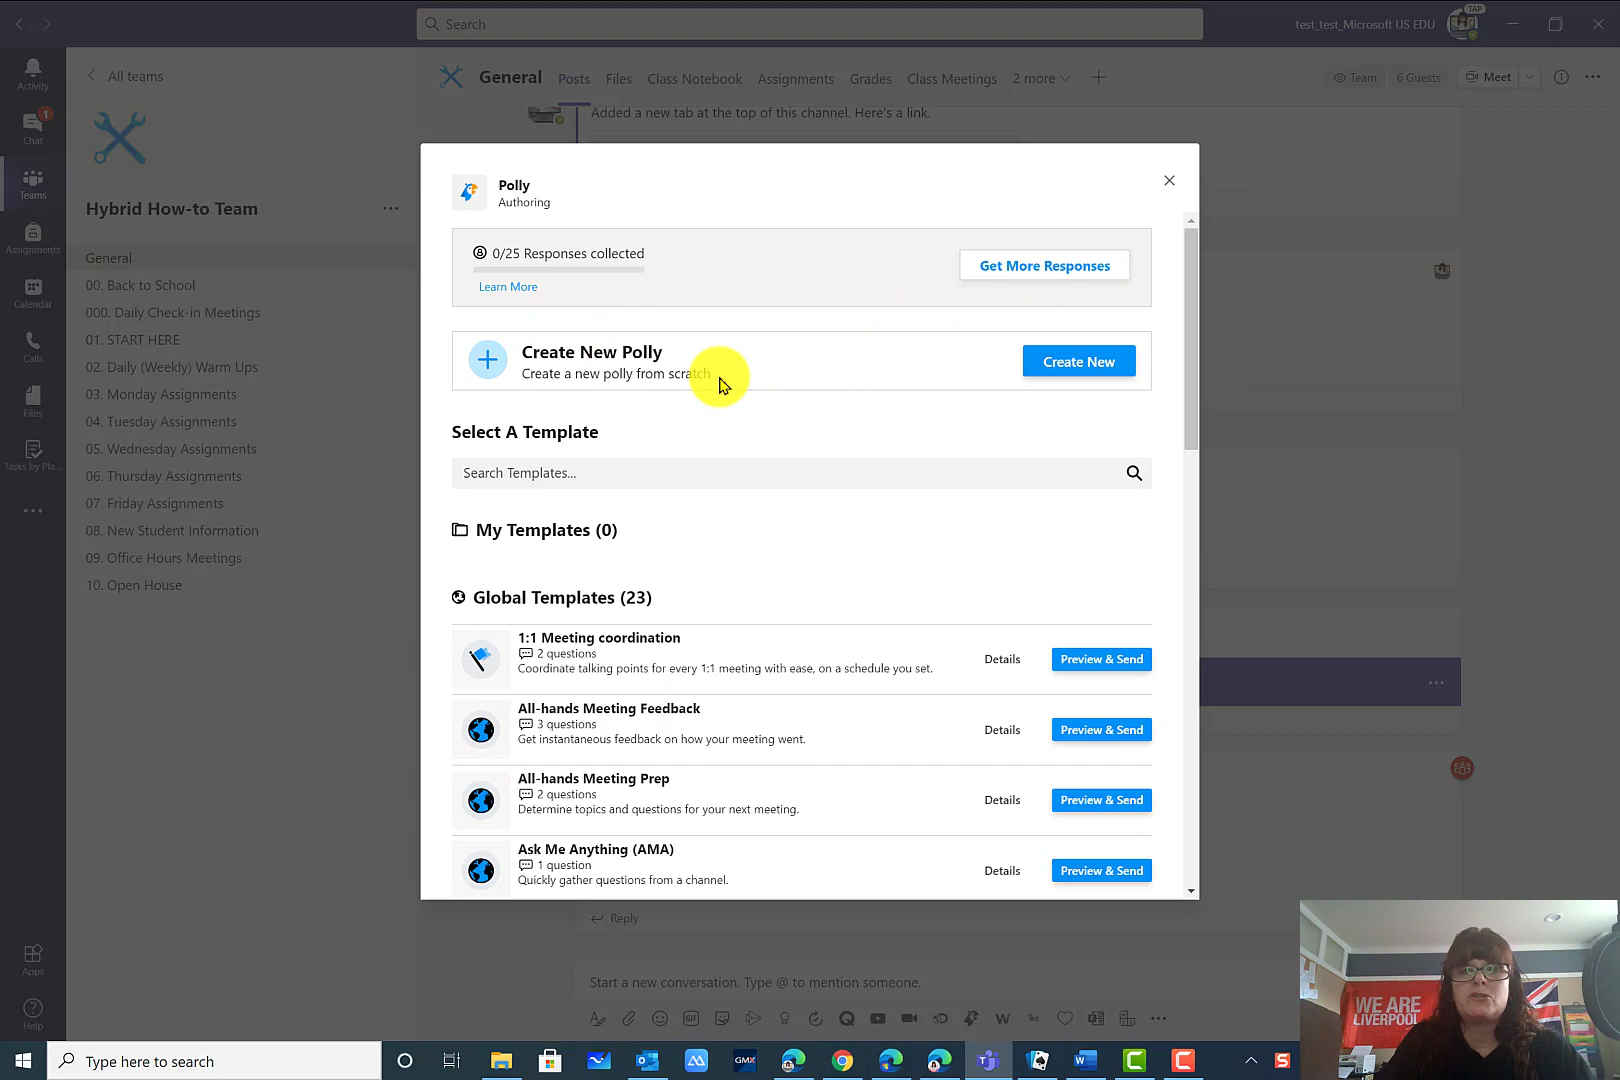 Search
test_test_Microsoft US EDU
TAP
Activity
All teams
General
Posts
Files
Class Notebook
Assignments
Grades
Class Meetings
2 more
Team
6 Guests
Meet
Added a new tab at the top of this channel. Here's a link.
1
Chat
Teams
Assignments
Calendar
Calls
Files
Tasks by Pla...
Apps
Help
Hybrid How-to Team
General
00. Back to School
000. Daily Check-in Meetings
01. START HERE
02. Daily (Weekly) Warm Ups
03. Monday Assignments
04. Tuesday Assignments
05. Wednesday Assignments
06. Thursday Assignments
07. Friday Assignments
08. New Student Information
09. Office Hours Meetings
10. Open House
Polly
Authoring
0/25 Responses collected
Learn More
Get More Responses
Create New Polly
Create a new polly from scratch
Create New
Select A Template
Search Templates...
My Templates (0)
Global Templates (23)
1:1 Meeting coordination
2 questions
Coordinate talking points for every 1:1 meeting with ease, on a schedule you set.
Details
Preview & Send
All-hands Meeting Feedback
3 questions
Get instantaneous feedback on how your meeting went.
Details
Preview & Send
All-hands Meeting Prep
2 questions
Determine topics and questions for your next meeting.
Details
Preview & Send
Ask Me Anything (AMA)
1 question
Quickly gather questions from a channel.
Details
Preview & Send
Reply
Start a new conversation. Type @ to mention someone.
GIF
WE ARE
LIVERPOOL
Type here to search
GMX